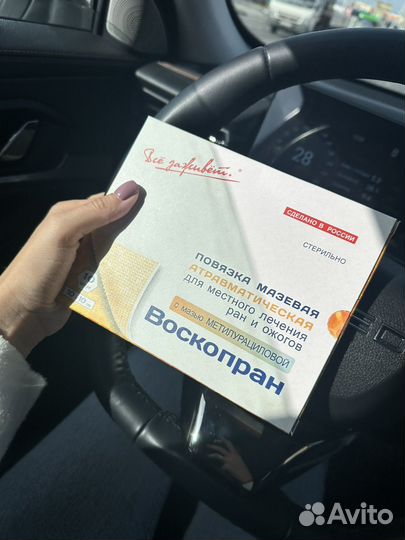 Всё заживёт.®
СДЕЛАНО В РОССИИ
СТЕРИЛЬНО
ПОВЯЗКА МАЗЕВАЯ
АТРАВМАТИЧЕСКАЯ
для местного лечения
ран и ожогов
с мазью МЕТИЛУРАЦИЛОВОЙ
Воскопран
28
Avito